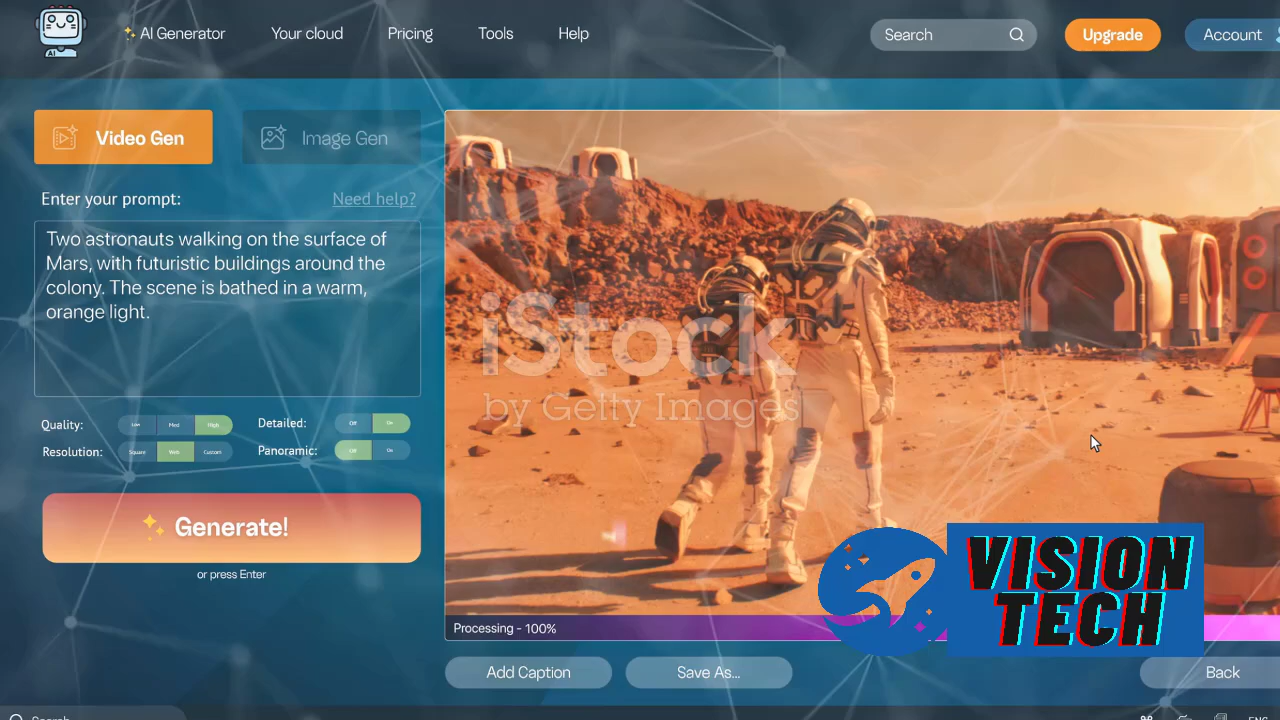 AI Generator
Your cloud
Pricing
Tools
Help
Search
Upgrade
Account
AI
Video Gen
Image Gen
Enter your prompt:
Need help?
Two astronauts walking on the surface of
Mars, with futuristic buildings around the
colony. The scene is bathed in a warm,
orange light.
Quality:
Low
Med
High
Detailed:
Off
On
Resolution:
Square
Web
Custom
Panoramic:
Off
On
Generate!
or press Enter
iStock
by Getty Images
VISION
TECH
Processing - 100%
Add Caption
Save As...
Back
Search
ENG